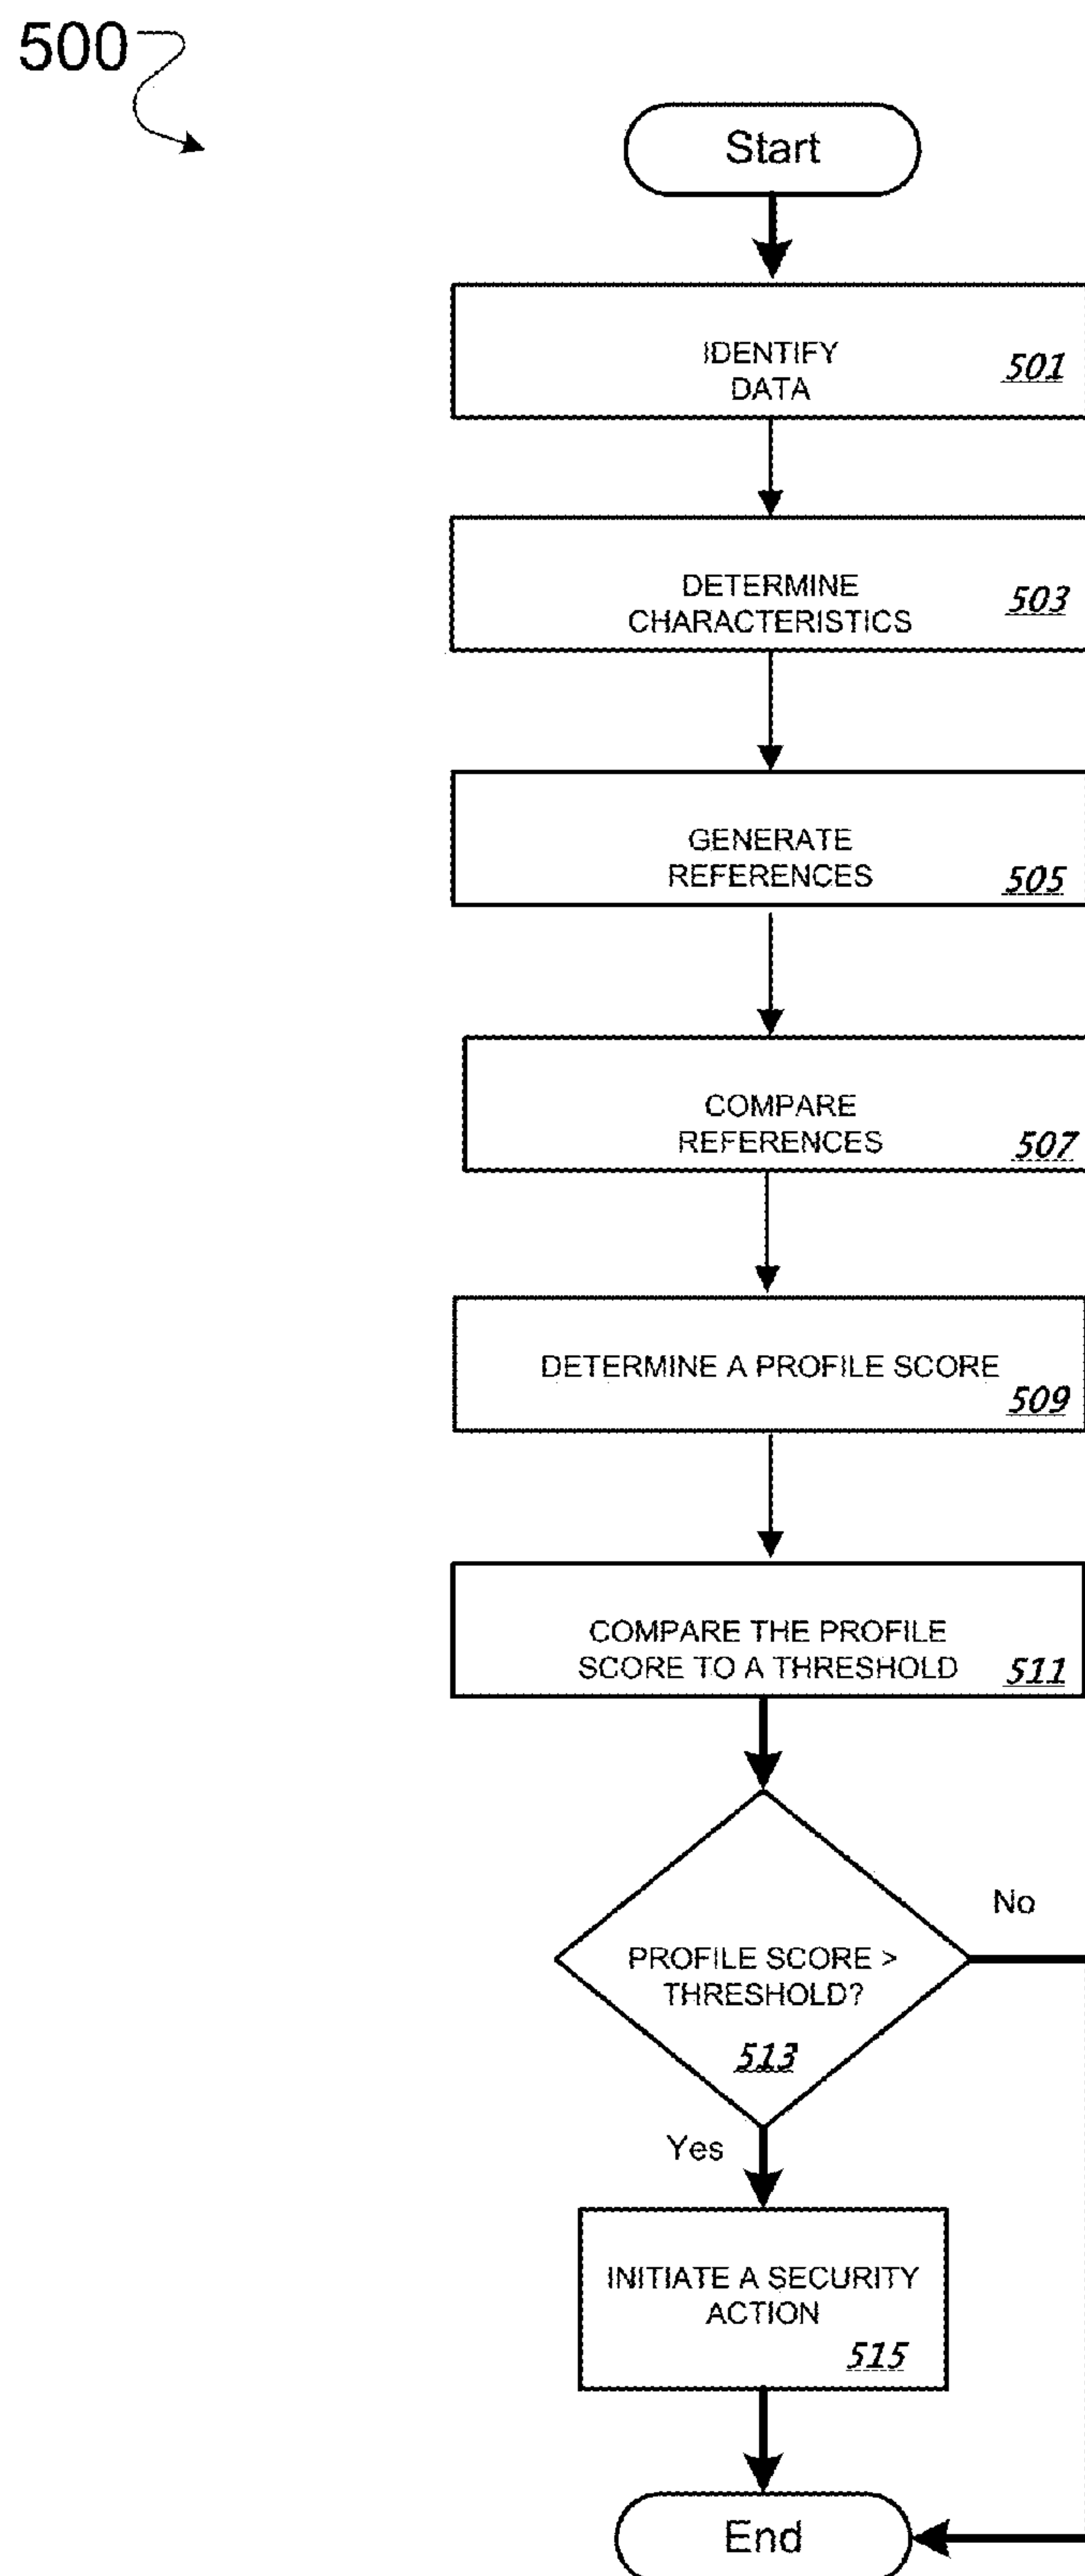 500
Start
IDENTIFY
DATA
501
DETERMINE
CHARACTERISTICS
503
GENERATE
REFERENCES
505
COMPARE
REFERENCES
507
DETERMINE A PROFILE SCORE
509
COMPARE THE PROFILE
SCORE TO A THRESHOLD
511
No
PROFILE SCORE >
THRESHOLD?
513
Yes
INITIATE A SECURITY
ACTION
515
End